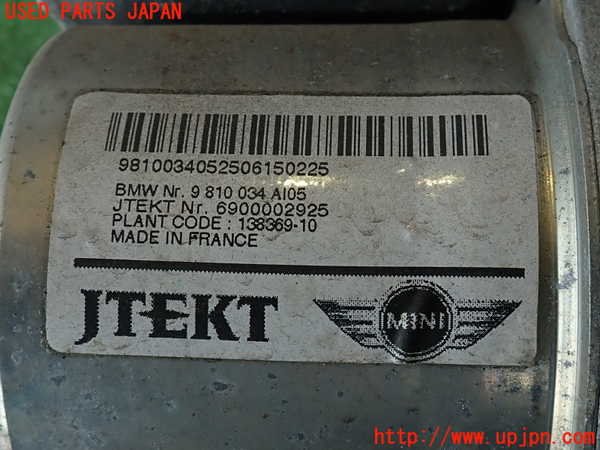 USED PARTS JAPAN
9810034052506150225
BMW Nr. 9 810 034 AI05
JTEKT Nr. 6900002925
PLANT CODE : 138369-10
MADE IN FRANCE
JTEKT
MINI
http://www.upjpn.com/